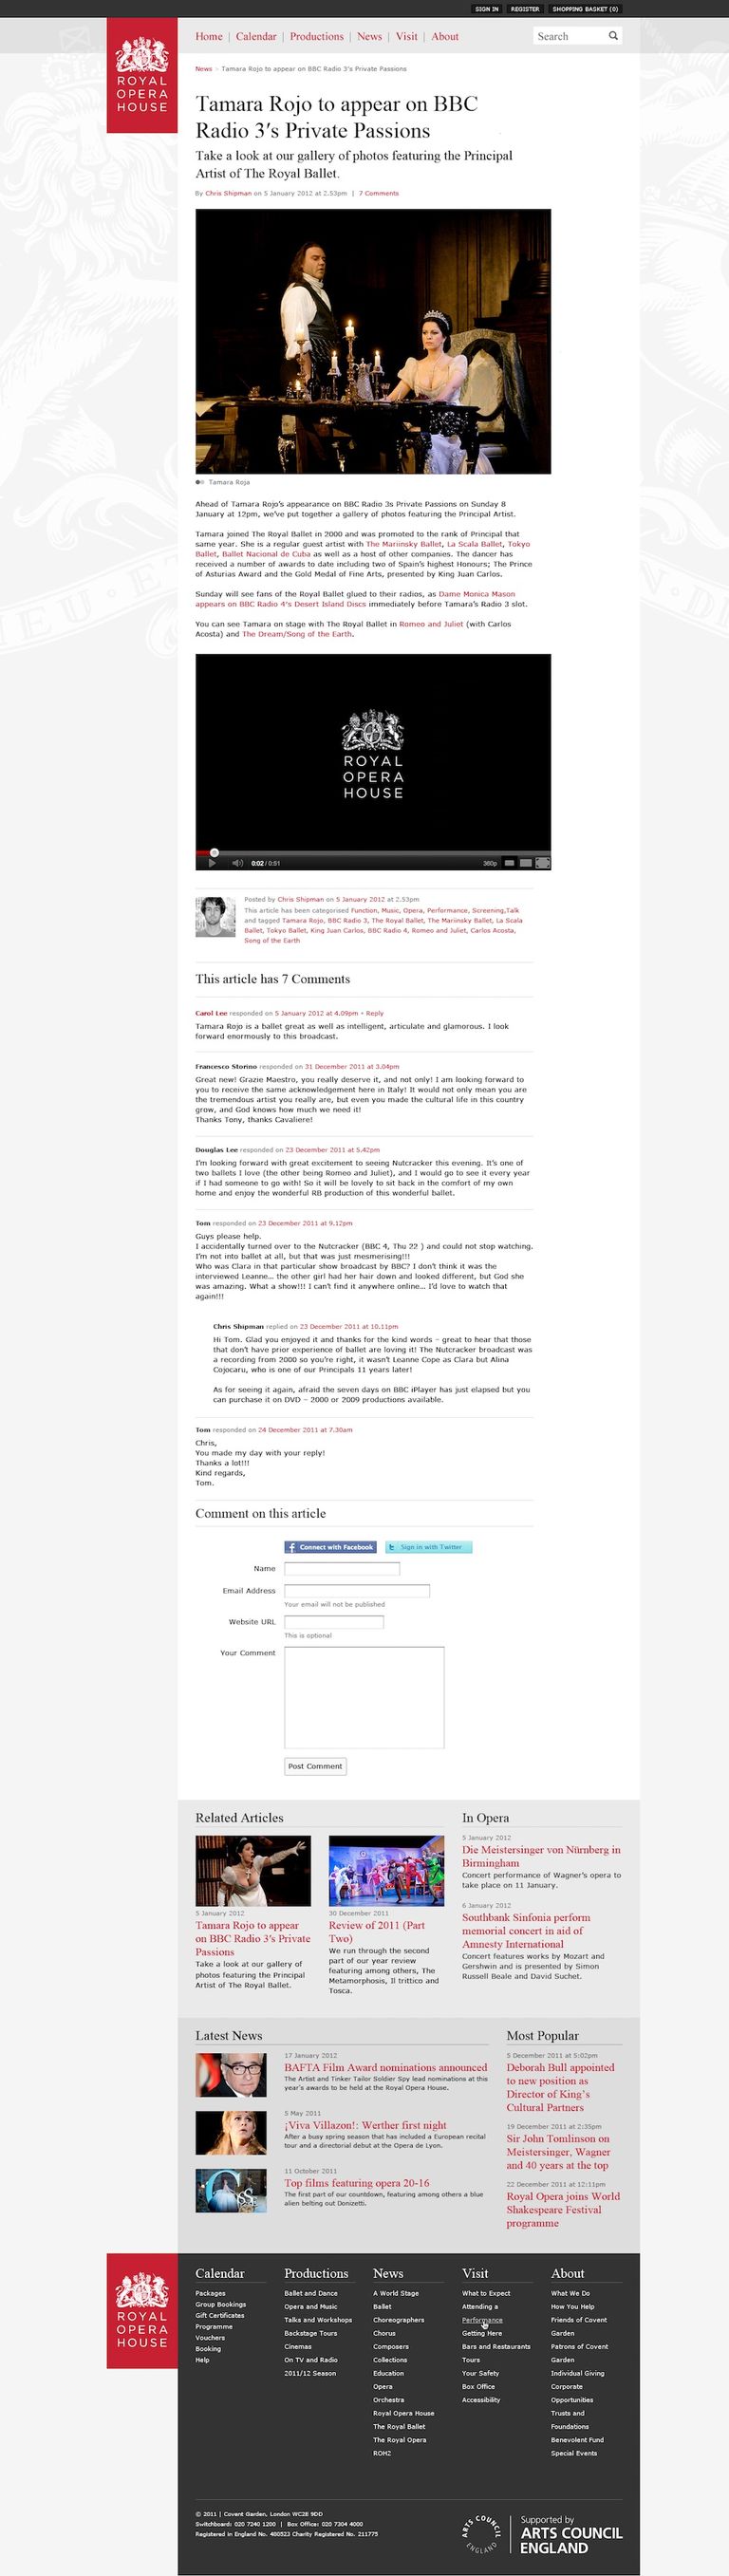 SIGN IN
REGISTER
SHOPPING BASKET (0)
ROYAL
OPERA
HOUSE
Home | Calendar | Productions | News | Visit | About
Search
News > Tamara Rojo to appear on BBC Radio 3's Private Passions
Tamara Rojo to appear on BBC
Radio 3's Private Passions
Take a look at our gallery of photos featuring the Principal
Artist of The Royal Ballet.
By Chris Shipman on 5 January 2012 at 2.53pm | 7 Comments
Tamara Roja
Ahead of Tamara Rojo's appearance on BBC Radio 3s Private Passions on Sunday 8
January at 12pm, we've put together a gallery of photos featuring the Principal Artist.
Tamara joined The Royal Ballet in 2000 and was promoted to the rank of Principal that
same year. She is a regular guest artist with The Mariinsky Ballet, La Scala Ballet, Tokyo
Ballet, Ballet Nacional de Cuba as well as a host of other companies. The dancer has
received a number of awards to date including two of Spain's highest Honours; The Prince
of Asturias Award and the Gold Medal of Fine Arts, presented by King Juan Carlos.
Sunday will see fans of the Royal Ballet glued to their radios, as Dame Monica Mason
appears on BBC Radio 4's Desert Island Discs immediately before Tamara's Radio 3 slot.
You can see Tamara on stage with The Royal Ballet in Romeo and Juliet (with Carlos
Acosta) and The Dream/Song of the Earth.
ROYAL
OPERA
HOUSE
0:02 / 0:51
360p
Posted by Chris Shipman on 5 January 2012 at 2.53pm
This article has been categorised Function, Music, Opera, Performance, Screening,Talk
and tagged Tamara Rojo, BBC Radio 3, The Royal Ballet, The Mariinsky Ballet, La Scala
Ballet, Tokyo Ballet, King Juan Carlos, BBC Radio 4, Romeo and Juliet, Carlos Acosta,
Song of the Earth
This article has 7 Comments
Carol Lee responded on 5 January 2012 at 4.09pm • Reply
Tamara Rojo is a ballet great as well as intelligent, articulate and glamorous. I look
forward enormously to this broadcast.
Francesco Storino responded on 31 December 2011 at 3.04pm
Great new! Grazie Maestro, you really deserve it, and not only! I am looking forward to
you to receive the same acknowledgement here in Italy! It would not only mean you are
the tremendous artist you really are, but even you made the cultural life in this country
grow, and God knows how much we need it!
Thanks Tony, thanks Cavaliere!
Douglas Lee responded on 23 December 2011 at 5.42pm
I'm looking forward with great excitement to seeing Nutcracker this evening. It's one of
two ballets I love (the other being Romeo and Juliet), and I would go to see it every year
if I had someone to go with! So it will be lovely to sit back in the comfort of my own
home and enjoy the wonderful RB production of this wonderful ballet.
Tom responded on 23 December 2011 at 9.12pm
Guys please help.
I accidentally turned over to the Nutcracker (BBC 4, Thu 22 ) and could not stop watching.
I'm not into ballet at all, but that was just mesmerising!!!
Who was Clara in that particular show broadcast by BBC? I don't think it was the
interviewed Leanne... the other girl had her hair down and looked different, but God she
was amazing. What a show!!! I can't find it anywhere online... I'd love to watch that
again!!!
Chris Shipman replied on 23 December 2011 at 10.11pm
Hi Tom. Glad you enjoyed it and thanks for the kind words – great to hear that those
that don't have prior experience of ballet are loving it! The Nutcracker broadcast was
a recording from 2000 so you're right, it wasn't Leanne Cope as Clara but Alina
Cojocaru, who is one of our Principals 11 years later!
As for seeing it again, afraid the seven days on BBC iPlayer has just elapsed but you
can purchase it on DVD – 2000 or 2009 productions available.
Tom responded on 24 December 2011 at 7.30am
Chris,
You made my day with your reply!
Thanks a lot!!!
Kind regards,
Tom.
Comment on this article
Connect with Facebook
Sign in with Twitter
Name
Email Address
Your email will not be published
Website URL
This is optional
Your Comment
Post Comment
Related Articles
5 January 2012
Tamara Rojo to appear
on BBC Radio 3's Private
Passions
Take a look at our gallery of
photos featuring the Principal
Artist of The Royal Ballet.
30 December 2011
Review of 2011 (Part
Two)
We run through the second
part of our year review
featuring among others, The
Metamorphosis, Il trittico and
Tosca.
In Opera
5 January 2012
Die Meistersinger von Nürnberg in
Birmingham
Concert performance of Wagner's opera to
take place on 11 January.
6 January 2012
Southbank Sinfonia perform
memorial concert in aid of
Amnesty International
Concert features works by Mozart and
Gershwin and is presented by Simon
Russell Beale and David Suchet.
Latest News
17 January 2012
BAFTA Film Award nominations announced
The Artist and Tinker Tailor Soldier Spy lead nominations at this
year's awards to be held at the Royal Opera House.
5 May 2011
¡Viva Villazon!: Werther first night
After a busy spring season that has included a European recital
tour and a directorial debut at the Opera de Lyon.
11 October 2011
Top films featuring opera 20-16
The first part of our countdown, featuring among others a blue
alien belting out Donizetti.
Most Popular
5 December 2011 at 5:02pm
Deborah Bull appointed
to new position as
Director of King's
Cultural Partners
19 December 2011 at 2:35pm
Sir John Tomlinson on
Meistersinger, Wagner
and 40 years at the top
22 December 2011 at 12:11pm
Royal Opera joins World
Shakespeare Festival
programme
ROYAL
OPERA
HOUSE
Calendar
Packages
Group Bookings
Gift Certificates
Programme
Vouchers
Booking
Help
Productions
Ballet and Dance
Opera and Music
Talks and Workshops
Backstage Tours
Cinemas
On TV and Radio
2011/12 Season
News
A World Stage
Ballet
Choreographers
Chorus
Composers
Collections
Education
Opera
Orchestra
Royal Opera House
The Royal Ballet
The Royal Opera
ROH2
Visit
What to Expect
Attending a
Performance
Getting Here
Bars and Restaurants
Tours
Your Safety
Box Office
Accessibility
About
What We Do
How You Help
Friends of Covent
Garden
Patrons of Covent
Garden
Individual Giving
Corporate
Opportunities
Trusts and
Foundations
Benevolent Fund
Special Events
© 2011 | Covent Garden, London WC2E 9DD
Switchboard: 020 7240 1200 | Box Office: 020 7304 4000
Registered in England No. 480523 Charity Registered No. 211775
ARTS COUNCIL
ENGLAND
Supported by
ARTS COUNCIL
ENGLAND